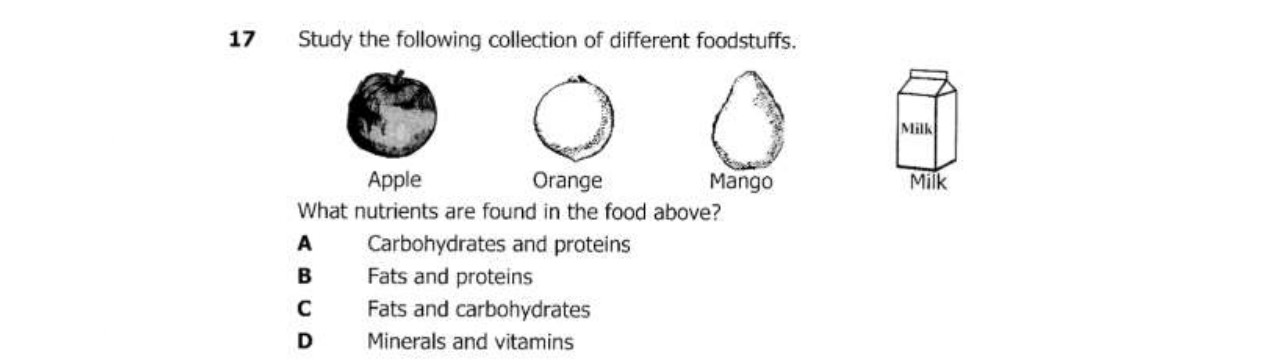 17 Study the following collection of different foodstuffs.
Milk
Apple Orange Mango Milk
What nutrients are found in the food above?
A Carbohydrates and proteins
B Fats and proteins
C Fats and carbohydrates
D Minerals and vitamins